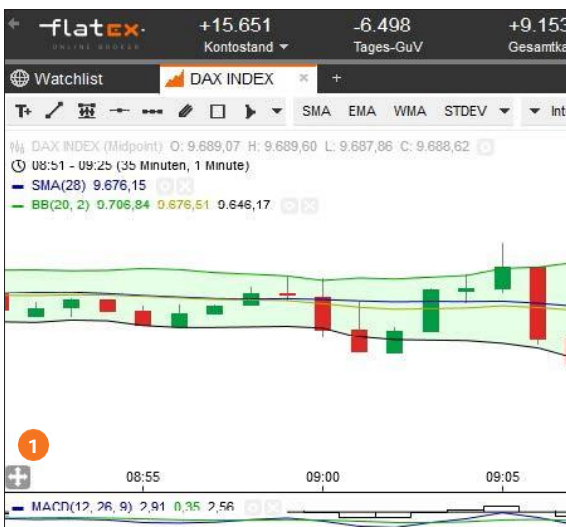 flatex
ONLINE BROKER
+15.651
Kontostand
-6.498
Tages-GuV
+9.153
Gesamtka
Watchlist
DAX INDEX
+
T+ SMA EMA WMA STDEV Int
DAX INDEX (Midpoint) O: 9.689,07 H: 9.689,60 L: 9.687,86 C: 9.688,62
08:51 - 09:25 (35 Minuten, 1 Minute)
SMA(28) 9.676,15
BB(20, 2) 9.706,84 9.676,51 9.646,17
1
08:55 09:00 09:05
MACD(12, 26, 9) 2,91 0,35 2,56